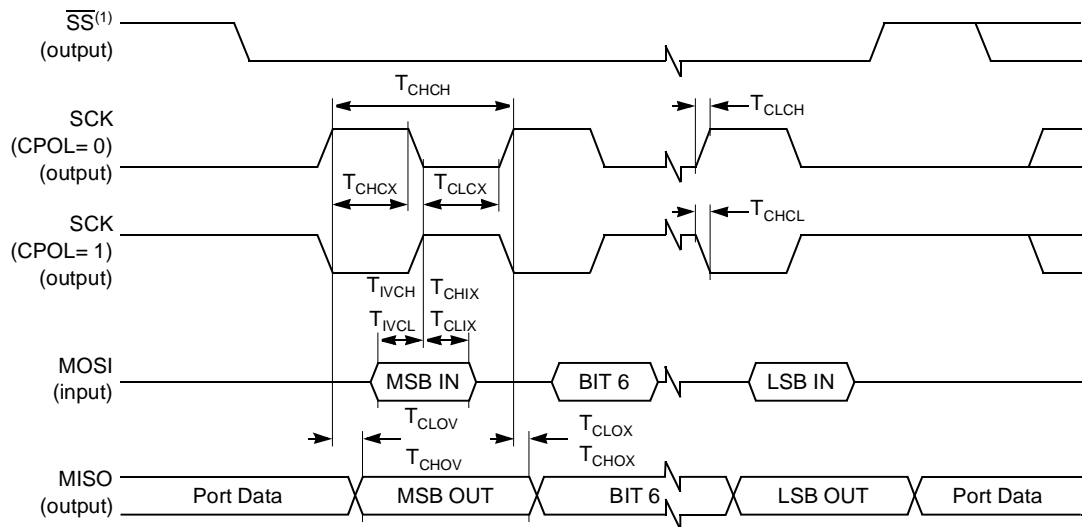 SS(1)
(output)
TCHCH
TCLCH
SCK
(CPOL= 0)
(output)
TCHCX
TCLCX
TCHCL
SCK
(CPOL= 1)
(output)
TIVCH
TCHIX
TIVCL
TCLIX
MOSI
(input)
MSB IN
BIT 6
LSB IN
TCLOV
TCLOX
TCHOV
TCHOX
MISO
(output)
Port Data
MSB OUT
BIT 6
LSB OUT
Port Data